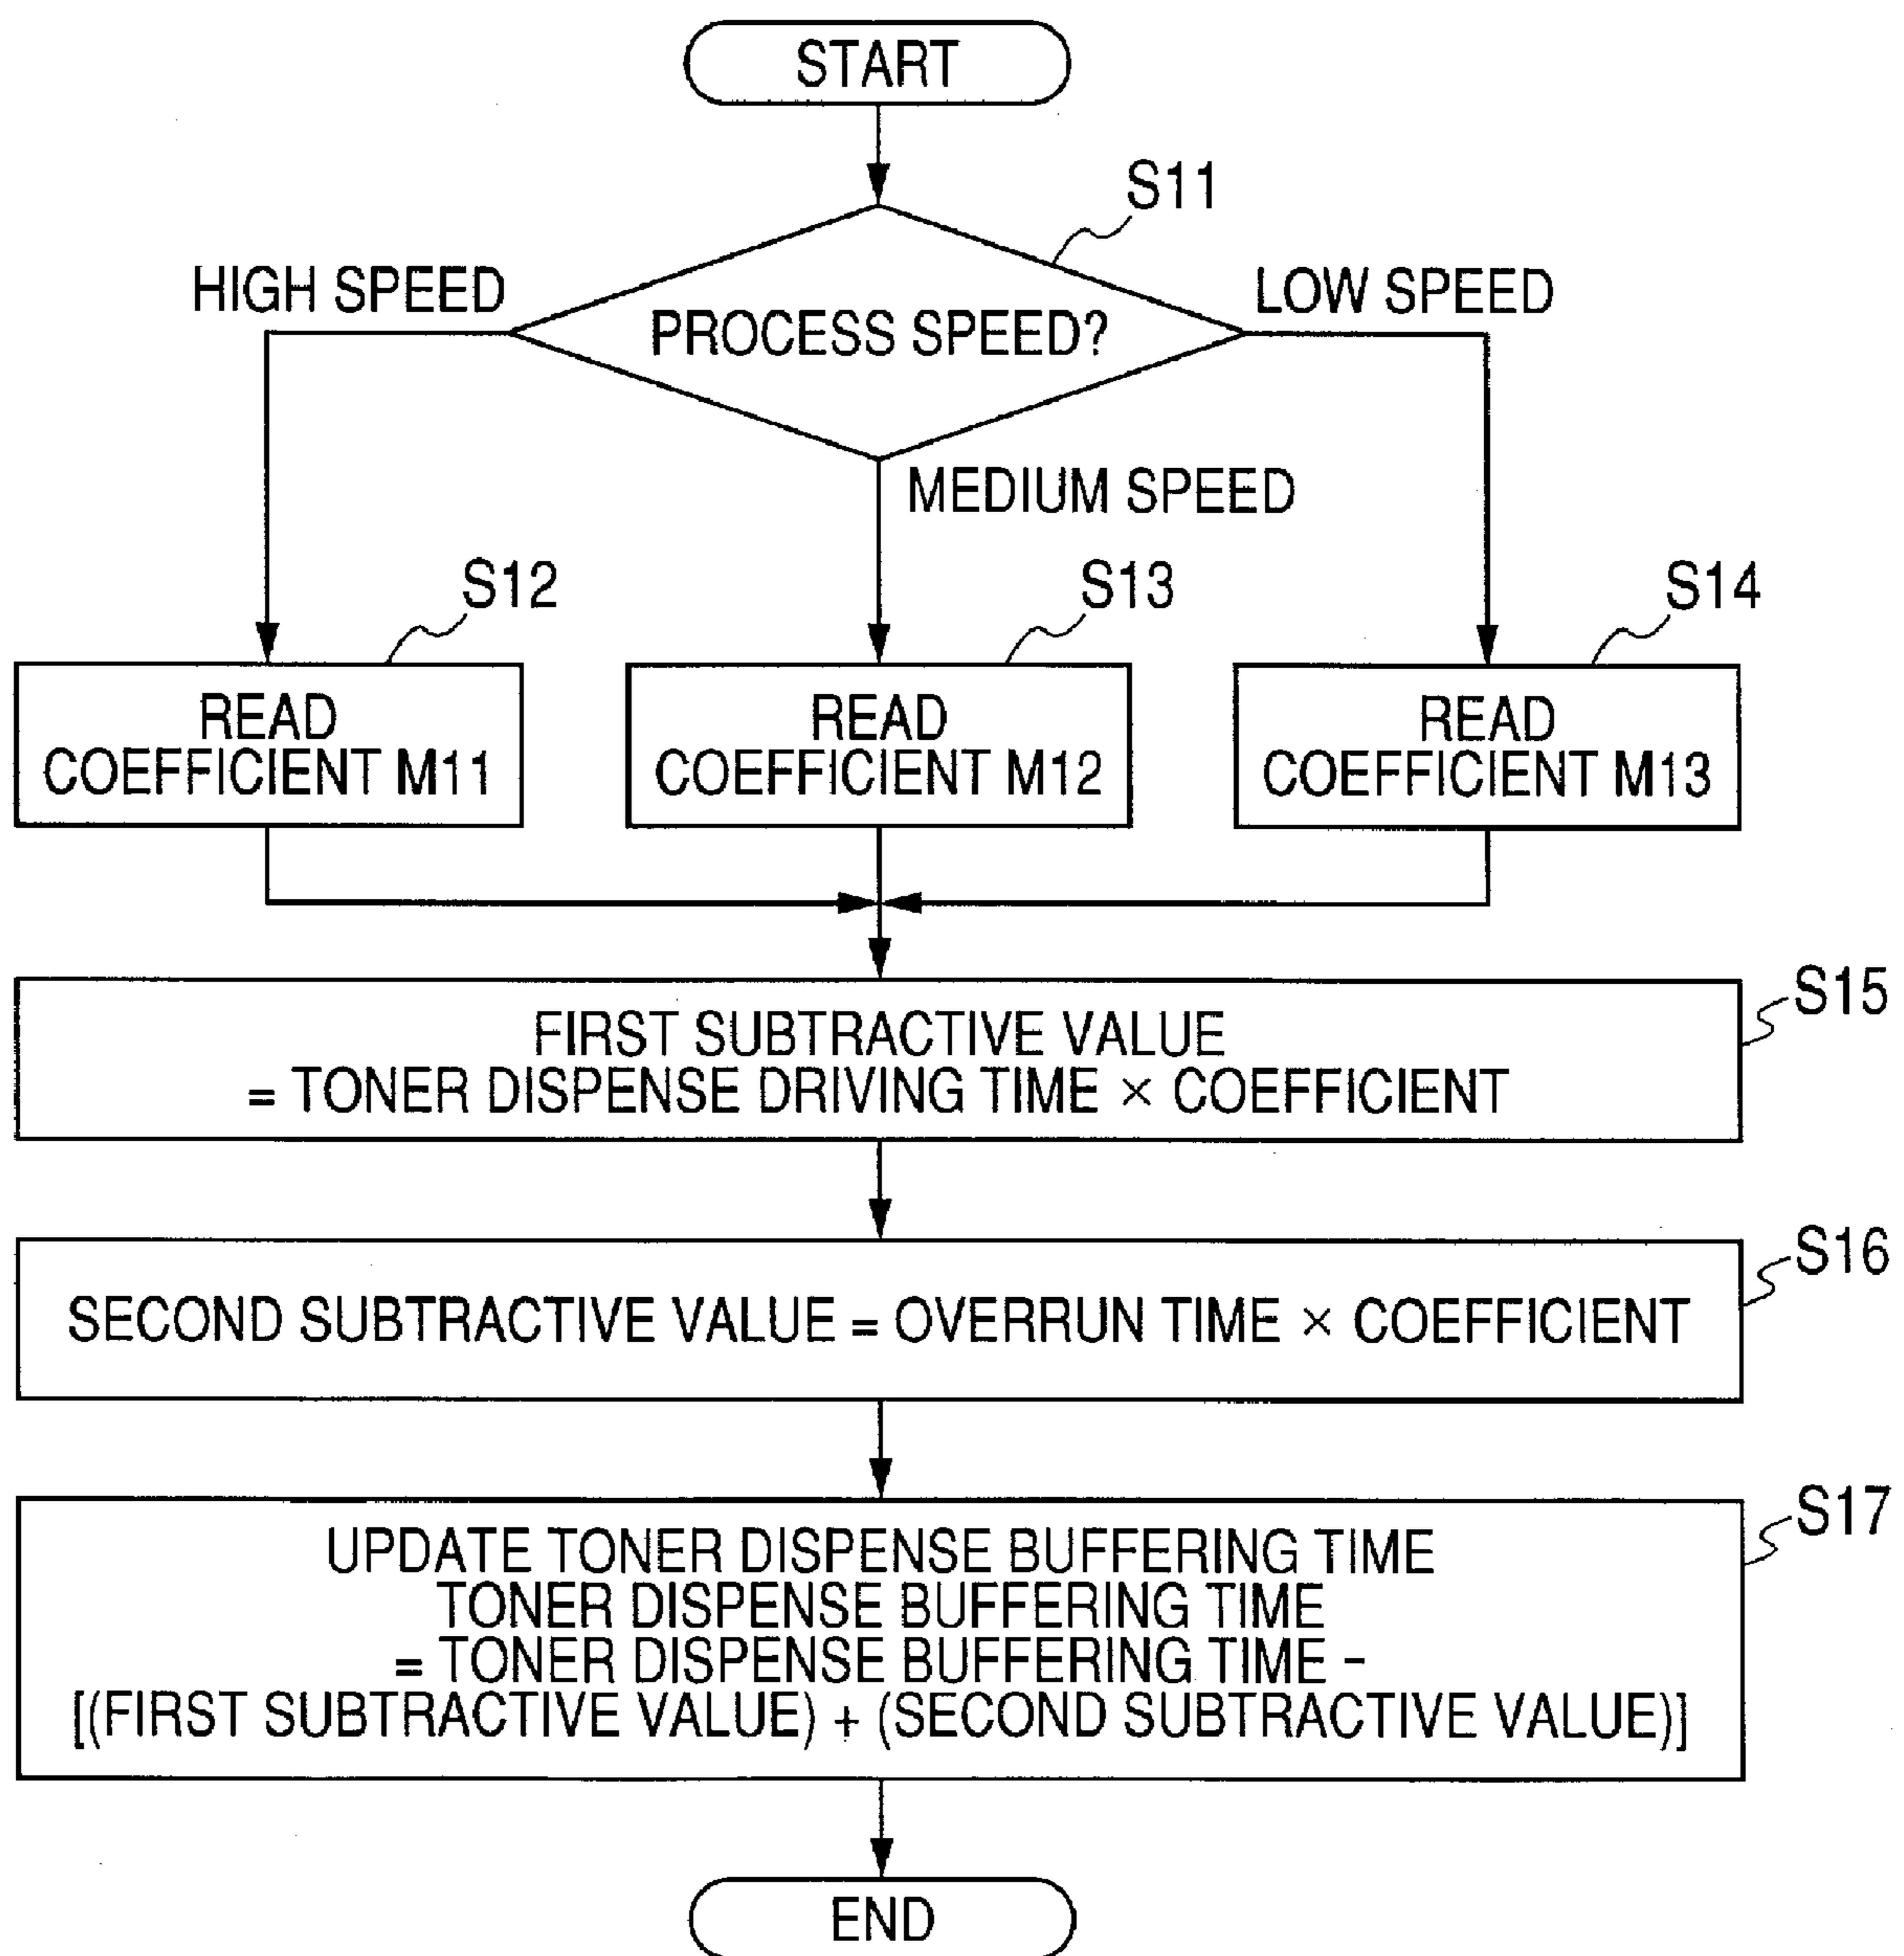 START
S11
HIGH SPEED
PROCESS SPEED?
LOW SPEED
MEDIUM SPEED
S12
S13
S14
READ
COEFFICIENT M11
READ
COEFFICIENT M12
READ
COEFFICIENT M13
S15
FIRST SUBTRACTIVE VALUE
= TONER DISPENSE DRIVING TIME × COEFFICIENT
S16
SECOND SUBTRACTIVE VALUE = OVERRUN TIME × COEFFICIENT
S17
UPDATE TONER DISPENSE BUFFERING TIME
TONER DISPENSE BUFFERING TIME
= TONER DISPENSE BUFFERING TIME -
[(FIRST SUBTRACTIVE VALUE) + (SECOND SUBTRACTIVE VALUE)]
END